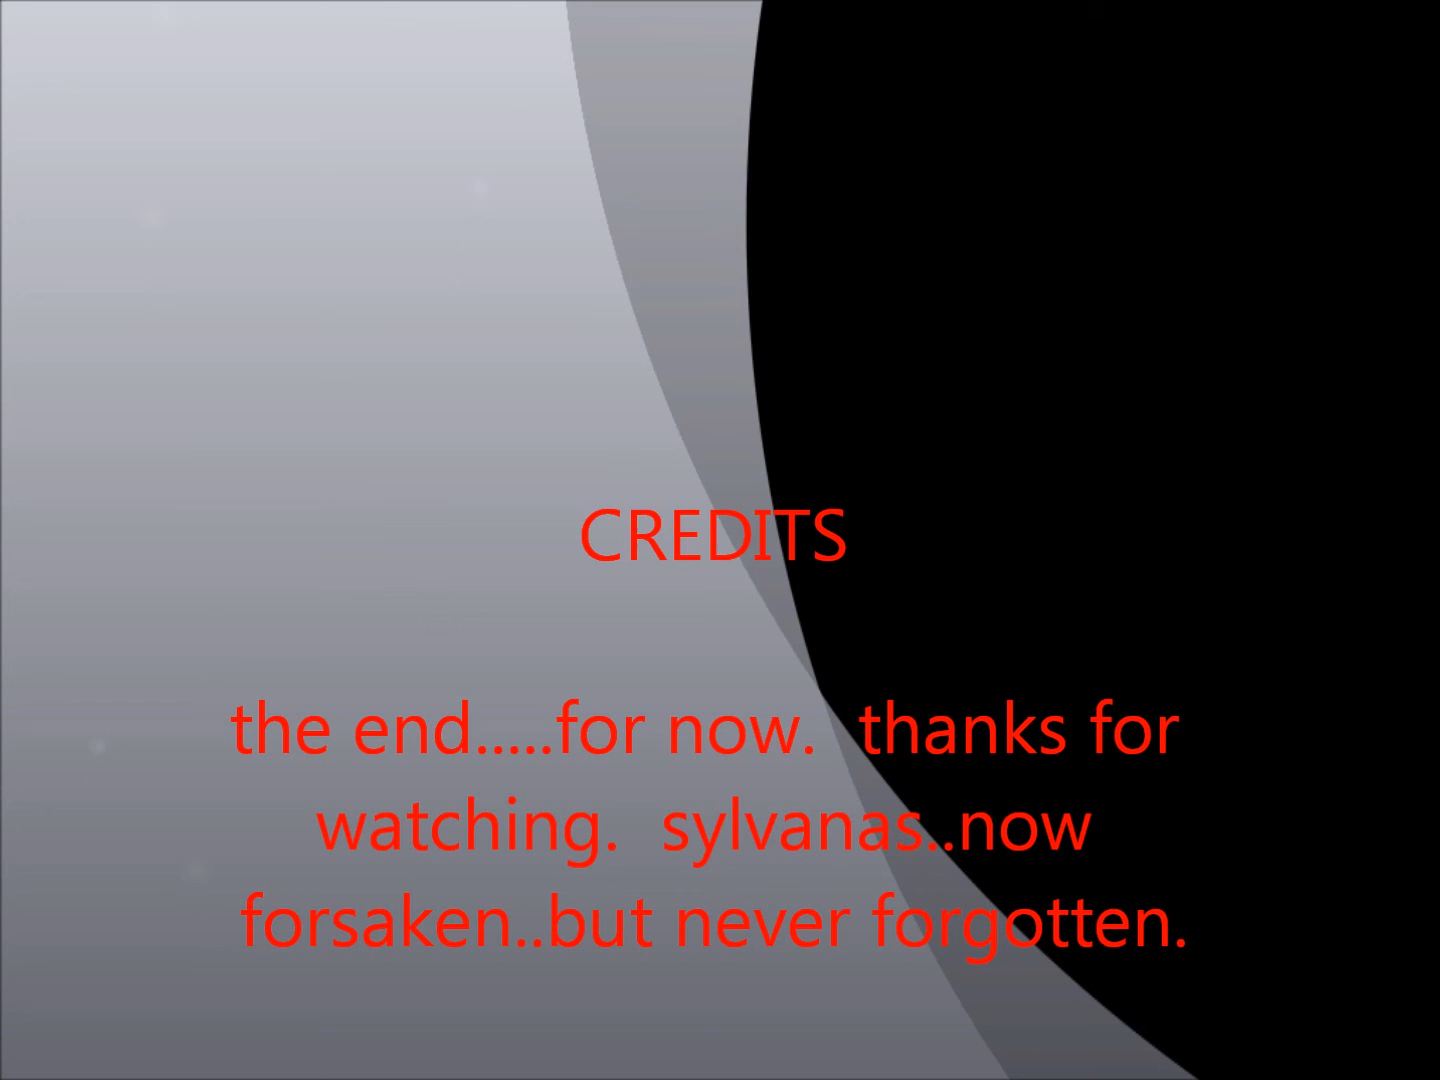 CREDITS
the end.....for now.  thanks for
watching.  sylvanas..now
forsaken..but never forgotten.